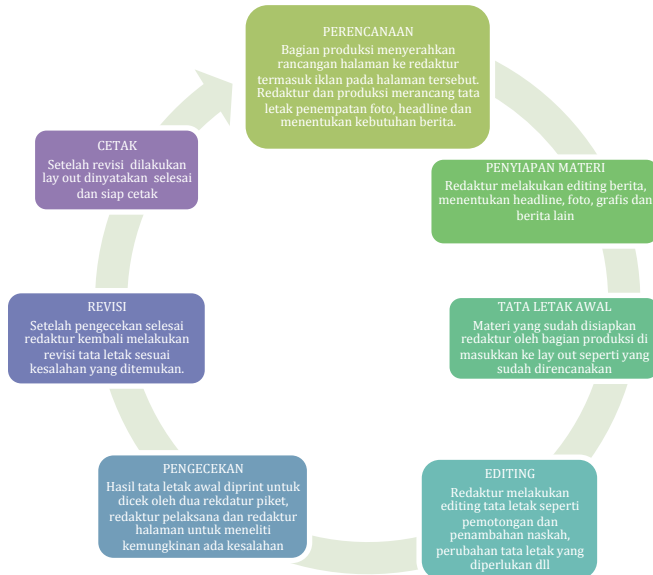 PERENCANAAN
Bagian produksi menyerahkan
rancangan halaman ke redaktur
termasuk iklan pada halaman tersebut.
Redaktur dan produksi merancang tata
letak penempatan foto, headline dan
menentukan kebutuhan berita.
PENYIAPAN MATERI
Redaktur melakukan editing berita,
menentukan headline, foto, grafis dan
berita lain
TATA LETAK AWAL
Materi yang sudah disiapkan
redaktur oleh bagian produksi di
masukkan ke lay out seperti yang
sudah direncanakan
EDITING
Redaktur melakukan
editing tata letak seperti
pemotongan dan
penambahan naskah,
perubahan tata letak yang
diperlukan dll
PENGECEKAN
Hasil tata letak awal diprint untuk
dicek oleh dua rekdatur piket,
redaktur pelaksana dan redaktur
halaman untuk meneliti
kemungkinan ada kesalahan
REVISI
Setelah pengecekan selesai
redaktur kembali melakukan
revisi tata letak sesuai
kesalahan yang ditemukan.
CETAK
Setelah revisi dilakukan
lay out dinyatakan selesai
dan siap cetak